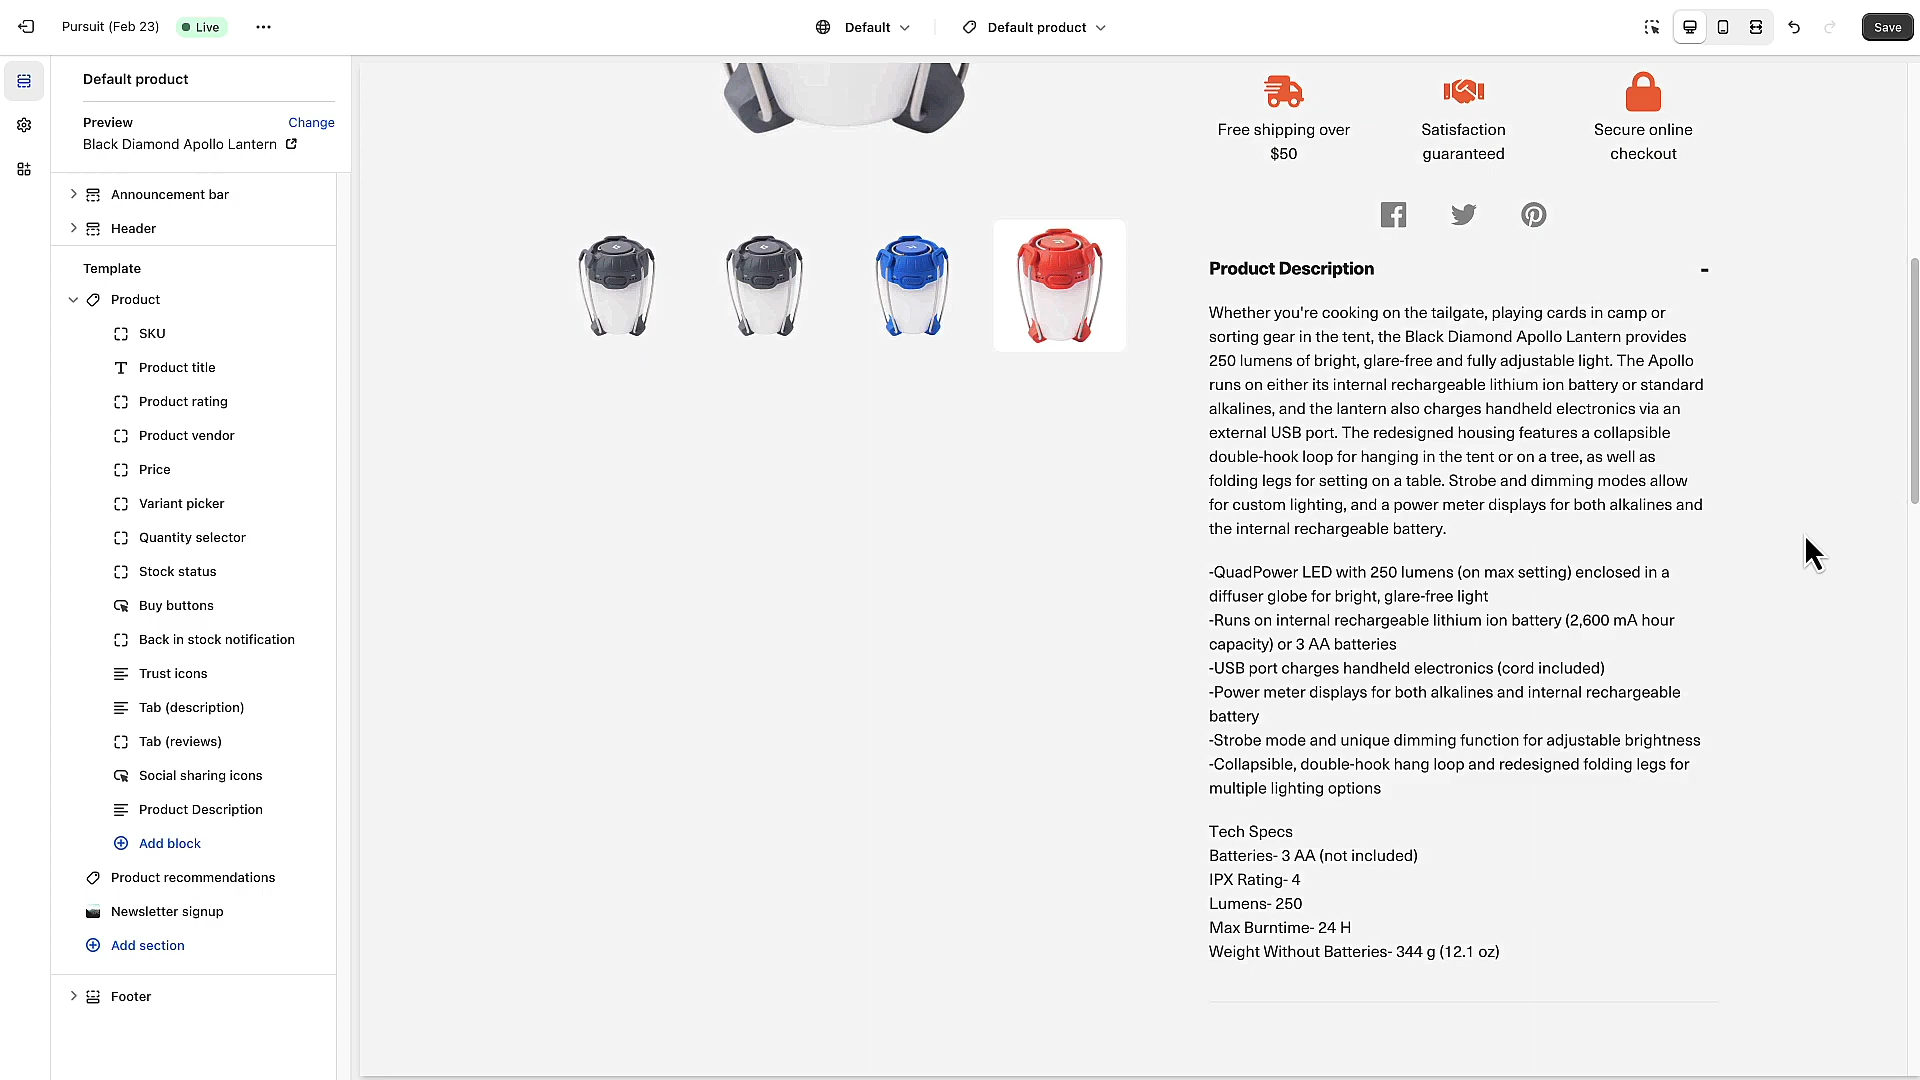 Pursuit (Feb 23)
Live
Default
Default product
Save
Default product
Preview
Change
Black Diamond Apollo Lantern
Announcement bar
Header
Template
Product
SKU
Product title
Product rating
Product vendor
Price
Variant picker
Quantity selector
Stock status
Buy buttons
Back in stock notification
Trust icons
Tab (description)
Tab (reviews)
Social sharing icons
Product Description
Add block
Product recommendations
Newsletter signup
Add section
Footer
Free shipping over
$50
Satisfaction
guaranteed
Secure online
checkout
Product Description
-
Whether you're cooking on the tailgate, playing cards in camp or
sorting gear in the tent, the Black Diamond Apollo Lantern provides
250 lumens of bright, glare-free and fully adjustable light. The Apollo
runs on either its internal rechargeable lithium ion battery or standard
alkalines, and the lantern also charges handheld electronics via an
external USB port. The redesigned housing features a collapsible
double-hook loop for hanging in the tent or on a tree, as well as
folding legs for setting on a table. Strobe and dimming modes allow
for custom lighting, and a power meter displays for both alkalines and
the internal rechargeable battery.
-QuadPower LED with 250 lumens (on max setting) enclosed in a
diffuser globe for bright, glare-free light
-Runs on internal rechargeable lithium ion battery (2,600 mA hour
capacity) or 3 AA batteries
-USB port charges handheld electronics (cord included)
-Power meter displays for both alkalines and internal rechargeable
battery
-Strobe mode and unique dimming function for adjustable brightness
-Collapsible, double-hook hang loop and redesigned folding legs for
multiple lighting options
Tech Specs
Batteries- 3 AA (not included)
IPX Rating- 4
Lumens- 250
Max Burntime- 24 H
Weight Without Batteries- 344 g (12.1 oz)